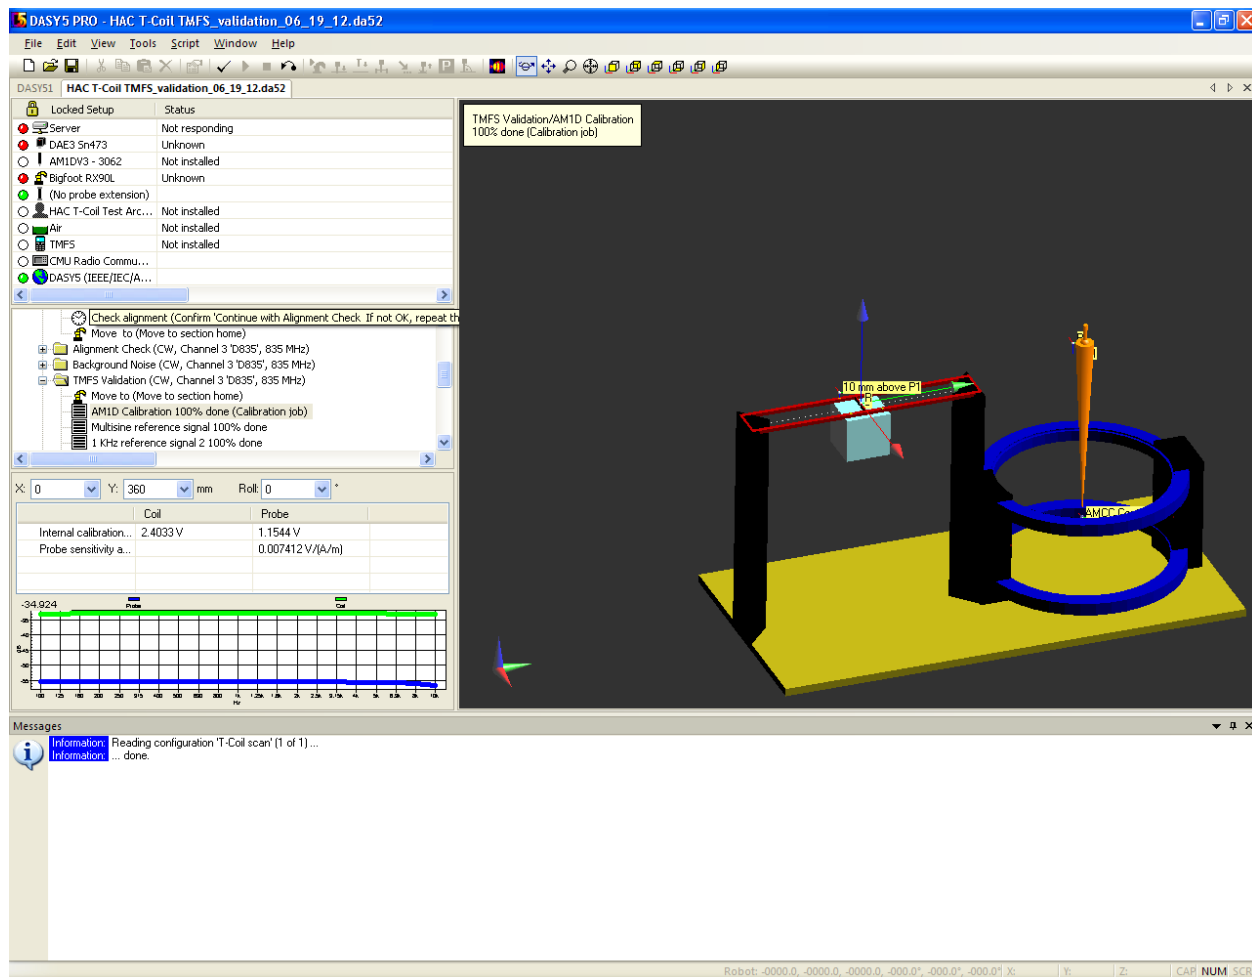 DASY5 PRO - HAC T-Coil TMFS_validation_06_19_12.da52
File Edit View Tools Script Window Help
DASY51 HAC T-Coil TMFS_validation_06_19_12.da52
Locked Setup Status
Server Not responding
DAE3 Sn473 Unknown
AM1DV3 - 3062 Not installed
Bigfoot RX90L Unknown
(No probe extension)
HAC T-Coil Test Arc... Not installed
Air Not installed
TMFS Not installed
CMU Radio Commu...
DASY5 (IEEE/IEC/A...
Check alignment (Confirm 'Continue with Alignment Check If not OK, repeat th
Move to (Move to section home)
Alignment Check (CW, Channel 3 'D835', 835 MHz)
Background Noise (CW, Channel 3 'D835', 835 MHz)
TMFS Validation (CW, Channel 3 'D835', 835 MHz)
Move to (Move to section home)
AM1D Calibration 100% done (Calibration job)
Multisine reference signal 100% done
1 KHz reference signal 2 100% done
X: 0 Y: 360 mm Roll: 0 °
Coil Probe
Internal calibration... 2.4033 V 1.1544 V
Probe sensitivity a... 0.007412 V/(A/m)
-34.924
Probe Coil
dB
Hz
TMFS Validation/AM1D Calibration
100% done (Calibration job)
10 mm above P1
AMCC Co
Messages
Information: Reading configuration 'T-Coil scan' (1 of 1) ...
Information: ... done.
Robot: -0000.0, -0000.0, -0000.0, -000.0°, -000.0°, -000.0° X: Y: Z: CAP NUM SCR